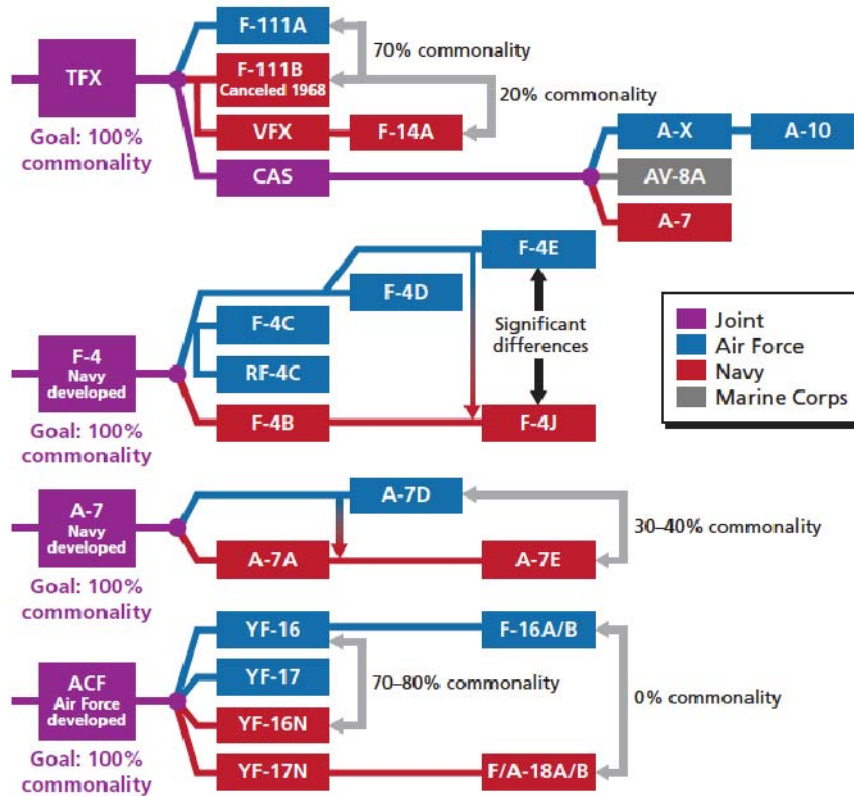 F-111A
70% commonality
TFX
F-111B
Canceled 1968
20% commonality
Goal: 100%
commonality
VFX
F-14A
A-X
A-10
CAS
AV-8A
A-7
F-4E
F-4D
F-4C
Significant
differences
F-4
Navy
developed
RF-4C
Goal: 100%
commonality
F-4B
F-4J
Joint
Air Force
Navy
Marine Corps
A-7
Navy
developed
A-7D
30–40% commonality
A-7A
A-7E
Goal: 100%
commonality
YF-16
F-16A/B
ACF
Air Force
developed
YF-17
70–80% commonality
0% commonality
YF-16N
Goal: 100%
commonality
YF-17N
F/A-18A/B